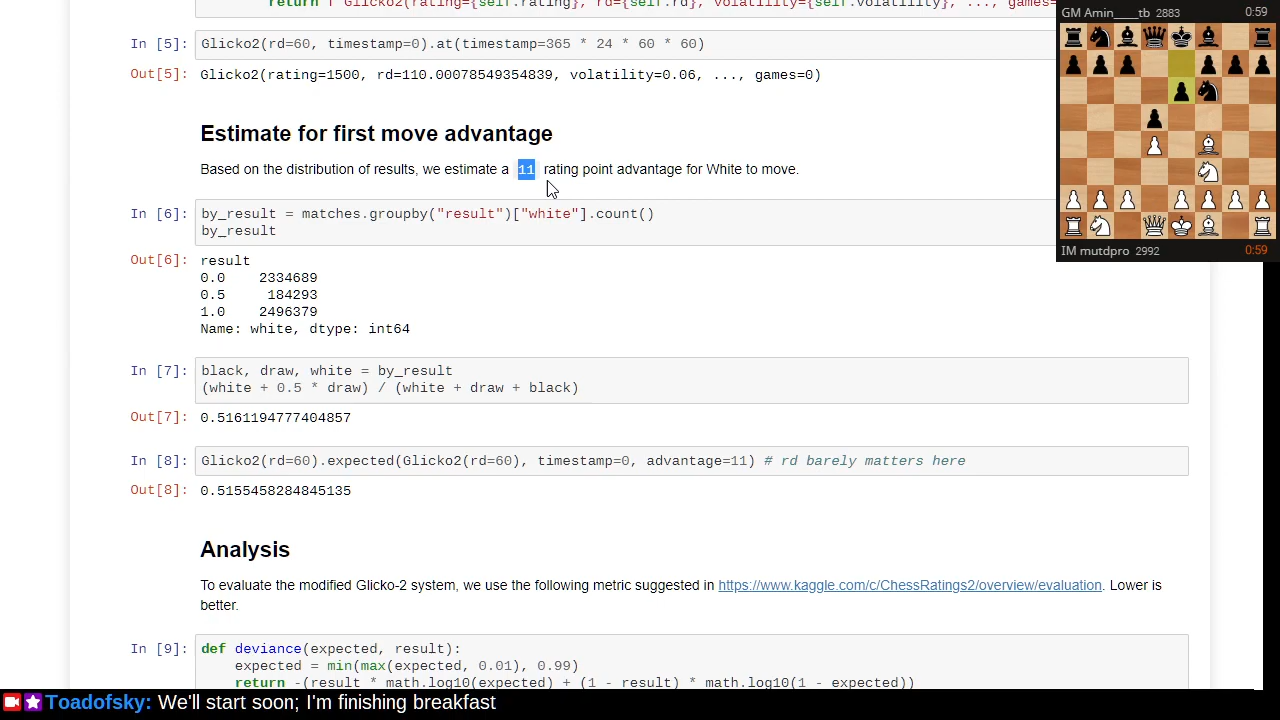 return f"Glicko2(rating={self.rating}, rd={self.rd}, volatility={self.volatility}, ..., games=
In [5]: Glicko2(rd=60, timestamp=0).at(timestamp=365 * 24 * 60 * 60)
Out[5]: Glicko2(rating=1500, rd=110.00078549354839, volatility=0.06, ..., games=0)
GM Amin____tb 2883 0:59
IM mutdpro 2992 0:59
Estimate for first move advantage
Based on the distribution of results, we estimate a 11 rating point advantage for White to move.
In [6]: by_result = matches.groupby("result")["white"].count()
by_result
Out[6]: result
0.0 2334689
0.5 184293
1.0 2496379
Name: white, dtype: int64
In [7]: black, draw, white = by_result
(white + 0.5 * draw) / (white + draw + black)
Out[7]: 0.5161194777404857
In [8]: Glicko2(rd=60).expected(Glicko2(rd=60), timestamp=0, advantage=11) # rd barely matters here
Out[8]: 0.5155458284845135
Analysis
To evaluate the modified Glicko-2 system, we use the following metric suggested in https://www.kaggle.com/c/ChessRatings2/overview/evaluation. Lower is
better.
In [9]: def deviance(expected, result):
expected = min(max(expected, 0.01), 0.99)
return -(result * math.log10(expected) + (1 - result) * math.log10(1 - expected))
Toadofsky: We'll start soon; I'm finishing breakfast